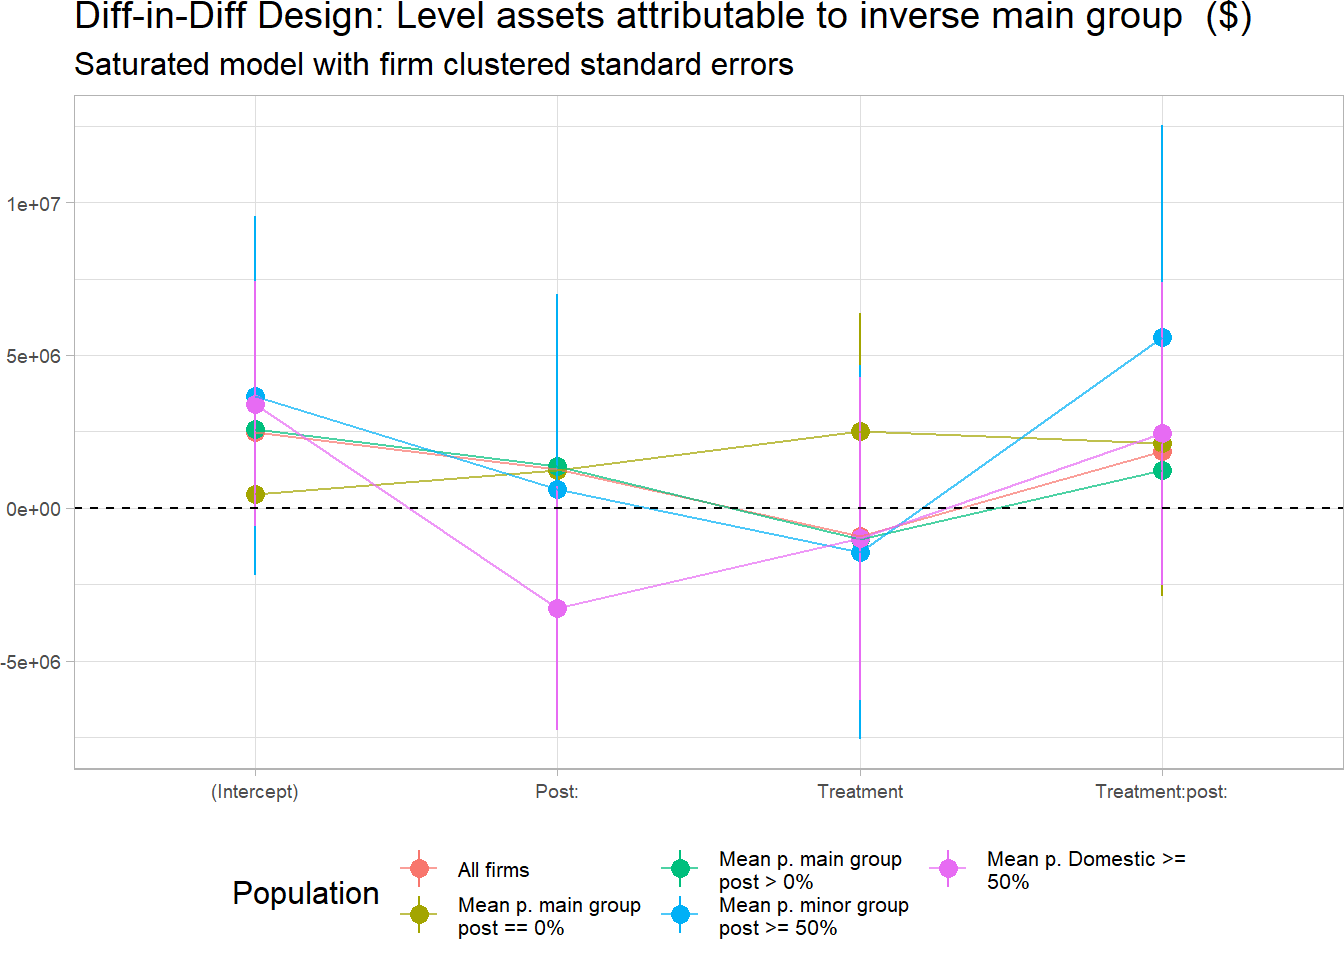 Diff-in-Diff Design: Level assets attributable to inverse main group  ($)
Saturated model with firm clustered standard errors
1e+07
5e+06
0e+00
-5e+06
(Intercept)
Post:
Treatment
Treatment:post:
Population
All firms
Mean p. main group
post == 0%
Mean p. main group
post > 0%
Mean p. minor group
post >= 50%
Mean p. Domestic >=
50%